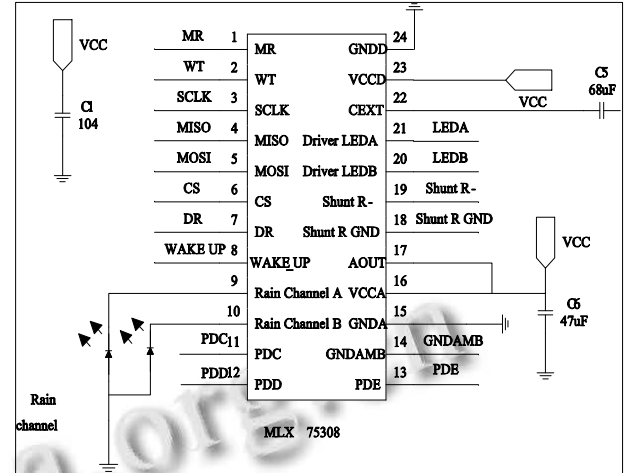 VCC
C1
104
MR 1 MR
WT 2 WT
SCLK 3 SCLK
MISO 4 MISO
MOSI 5 MOSI
CS 6 CS
DR 7 DR
WAKE UP 8 WAKE_UP
9 Rain Channel A
10 Rain Channel B
PDC 11 PDC
PDD 12 PDD
24 GNDD
23 VCCD
VCC
22 CEXT
C5
68uF
21 Driver LEDA LEDA
20 Driver LEDB LEDB
19 Shunt R- Shunt R-
18 Shunt R GND Shunt R GND
17 AOUT
16 VCCA
VCC
C6
47uF
15 GNDA
14 GNDAMB GNDAMB
13 PDE PDE
Rain
channel
MLX 75308